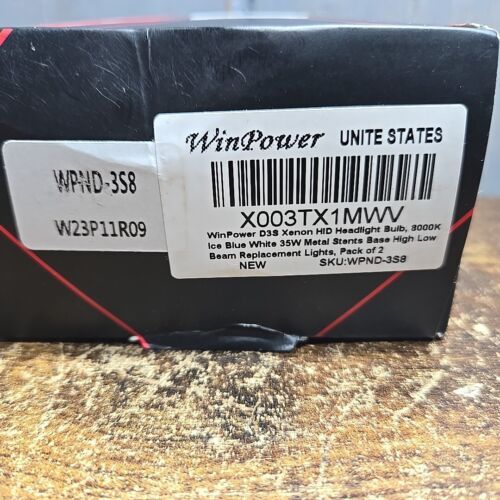 WPND-3S8
W23P11R09
WinPower UNITE STATES
X003TX1MWV
WinPower D3S Xenon HID Headlight Bulb, 8000K
Ice Blue White 35W Metal Stents Base High Low
Beam Replacement Lights, Pack of 2
NEW SKU:WPND-3S8